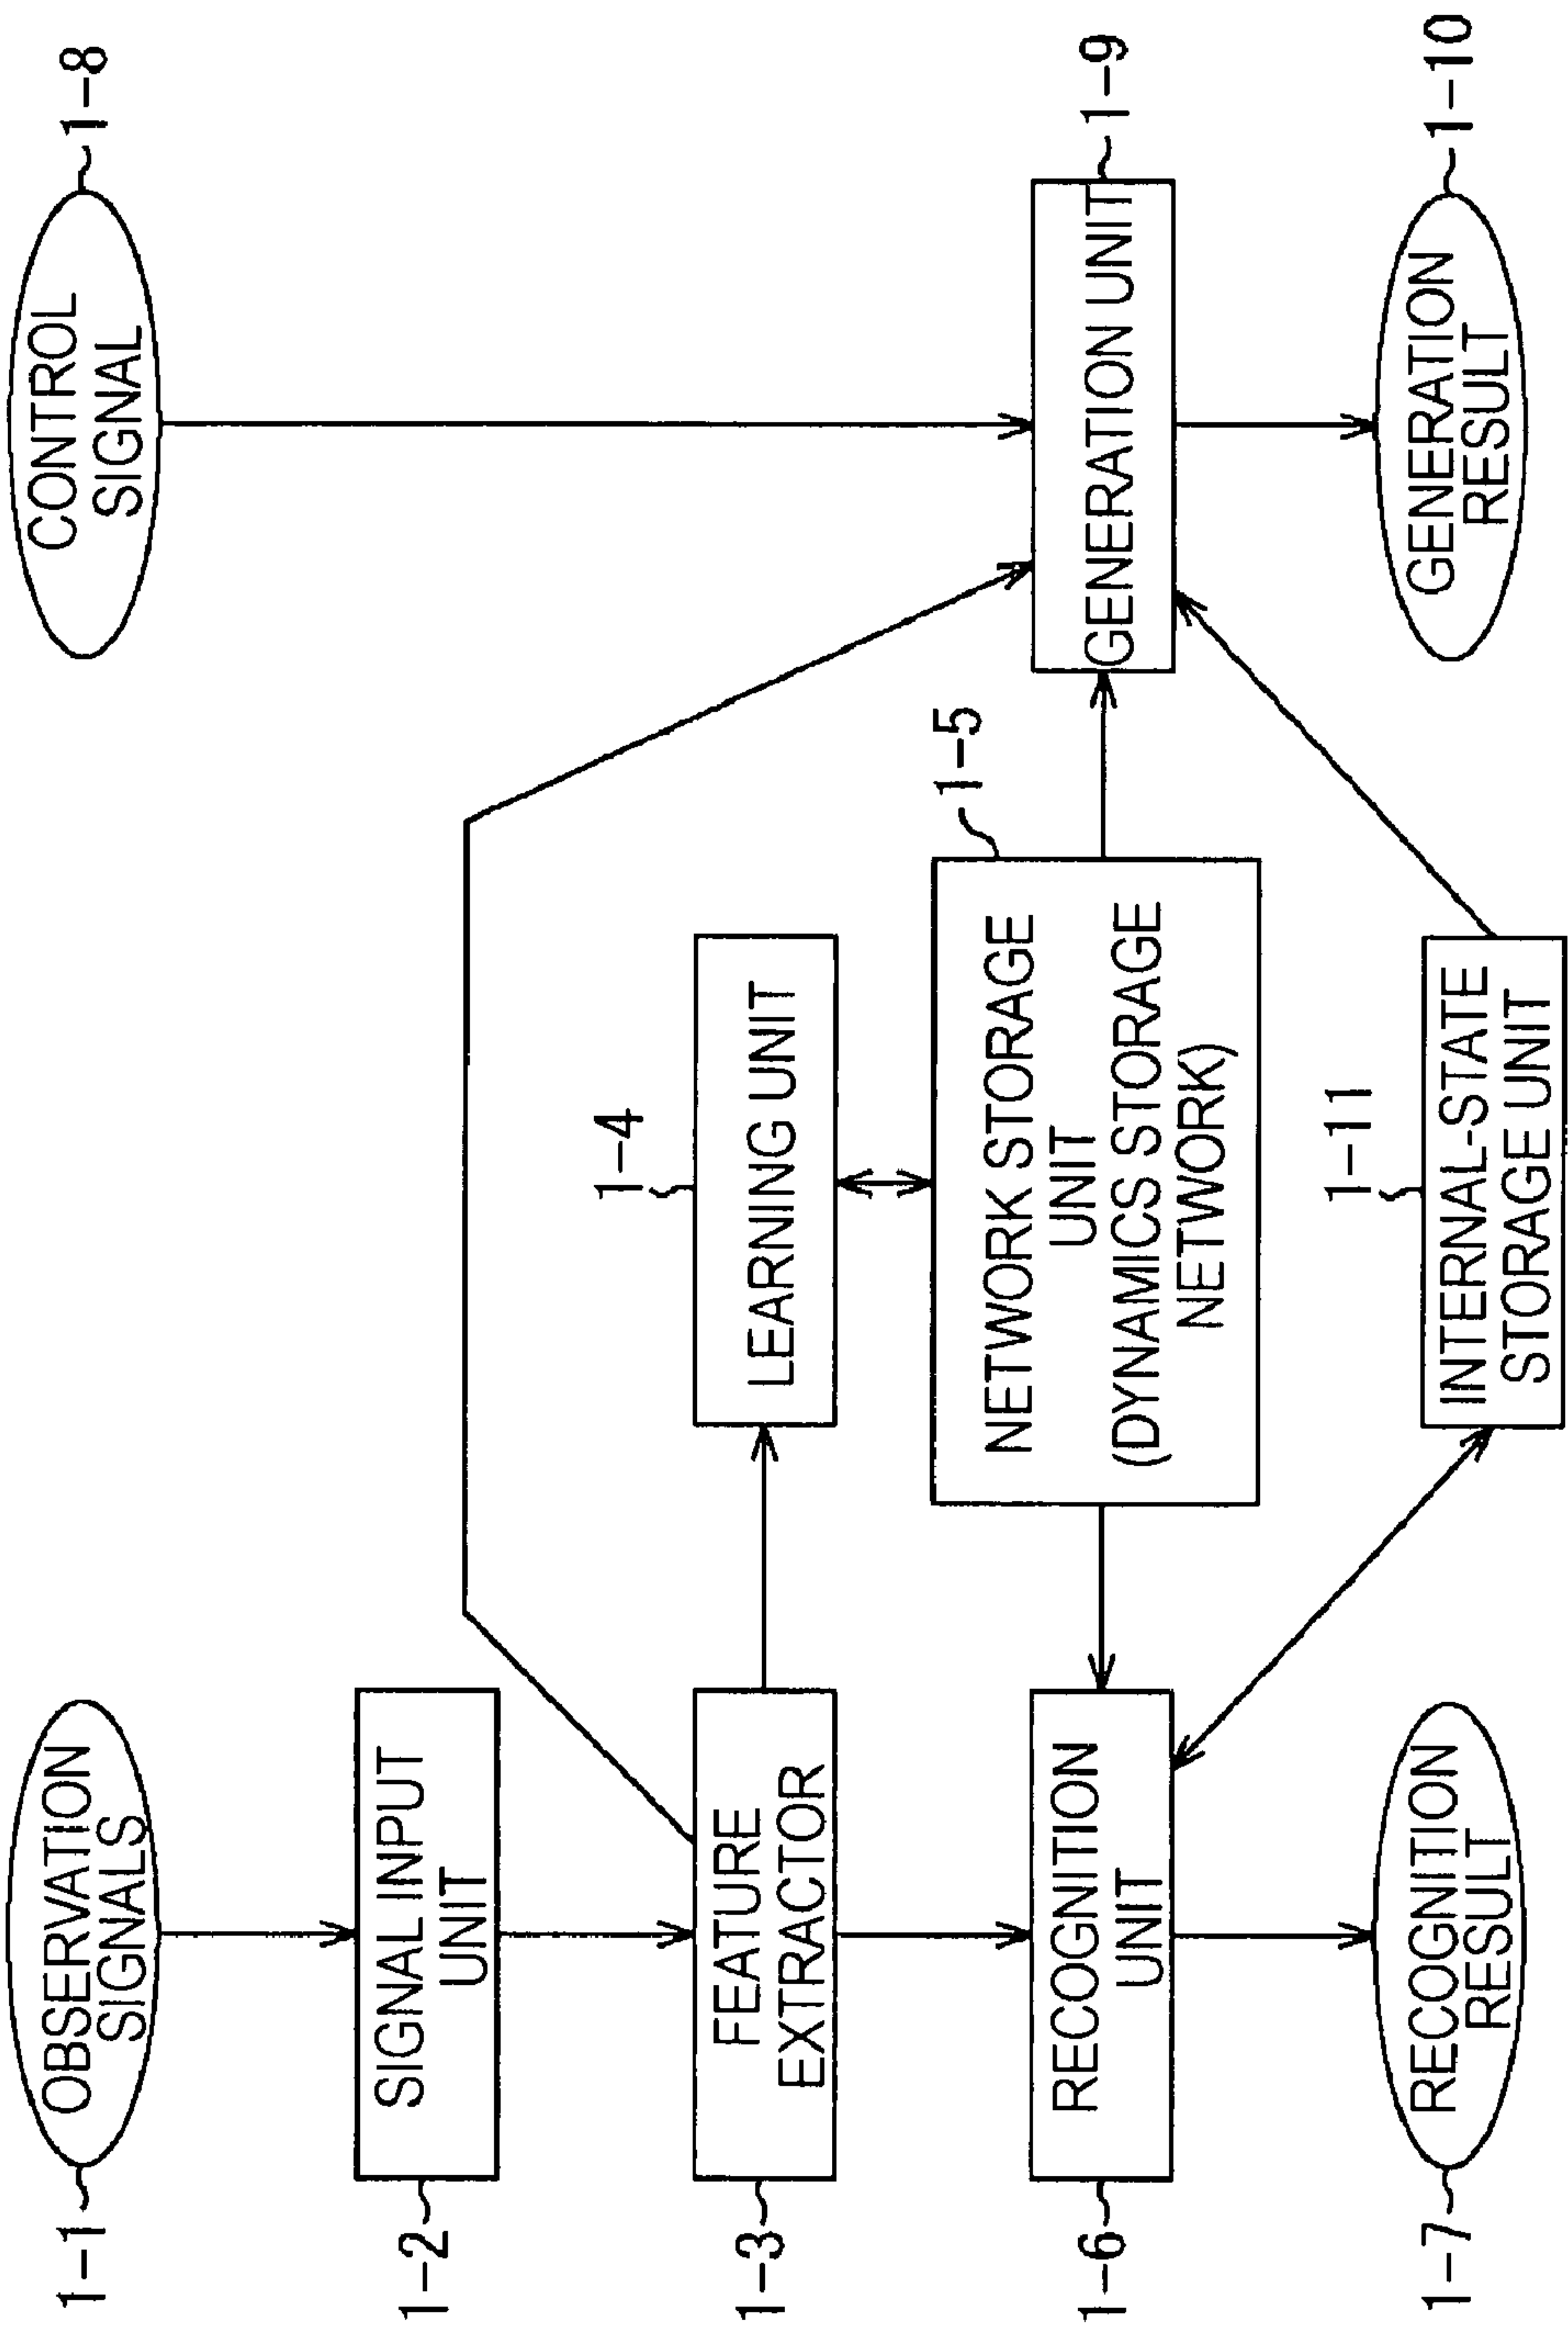 1-1
OBSERVATION
SIGNALS
CONTROL
SIGNAL
1-8
1-2
SIGNAL INPUT
UNIT
1-3
FEATURE
EXTRACTOR
1-4
LEARNING UNIT
1-5
NETWORK STORAGE
UNIT
(DYNAMICS STORAGE
NETWORK)
1-6
RECOGNITION
UNIT
GENERATION UNIT
1-9
1-7
RECOGNITION
RESULT
1-11
INTERNAL-STATE
STORAGE UNIT
GENERATION
RESULT
1-10